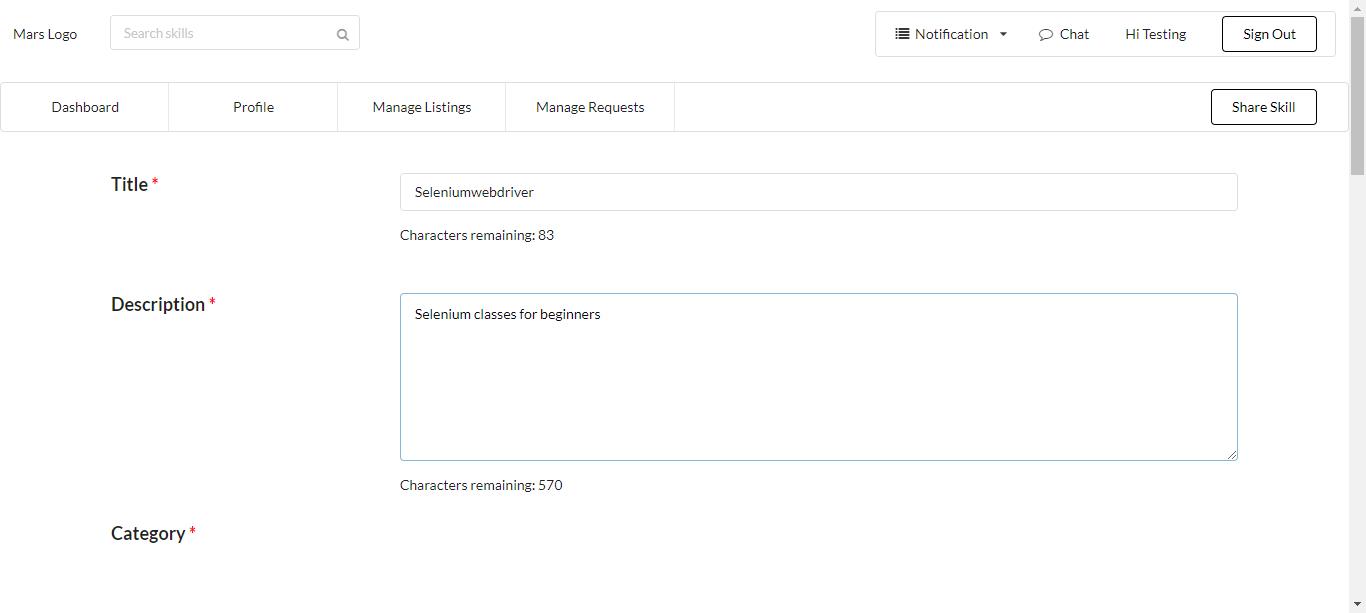 Mars Logo
Search skills
Notification
Chat
Hi Testing
Sign Out
Dashboard
Profile
Manage Listings
Manage Requests
Share Skill
Title *
Seleniumwebdriver
Characters remaining: 83
Description *
Selenium classes for beginners
Characters remaining: 570
Category *